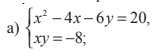 a) { x² − 4x − 6y = 20,
xy = −8;